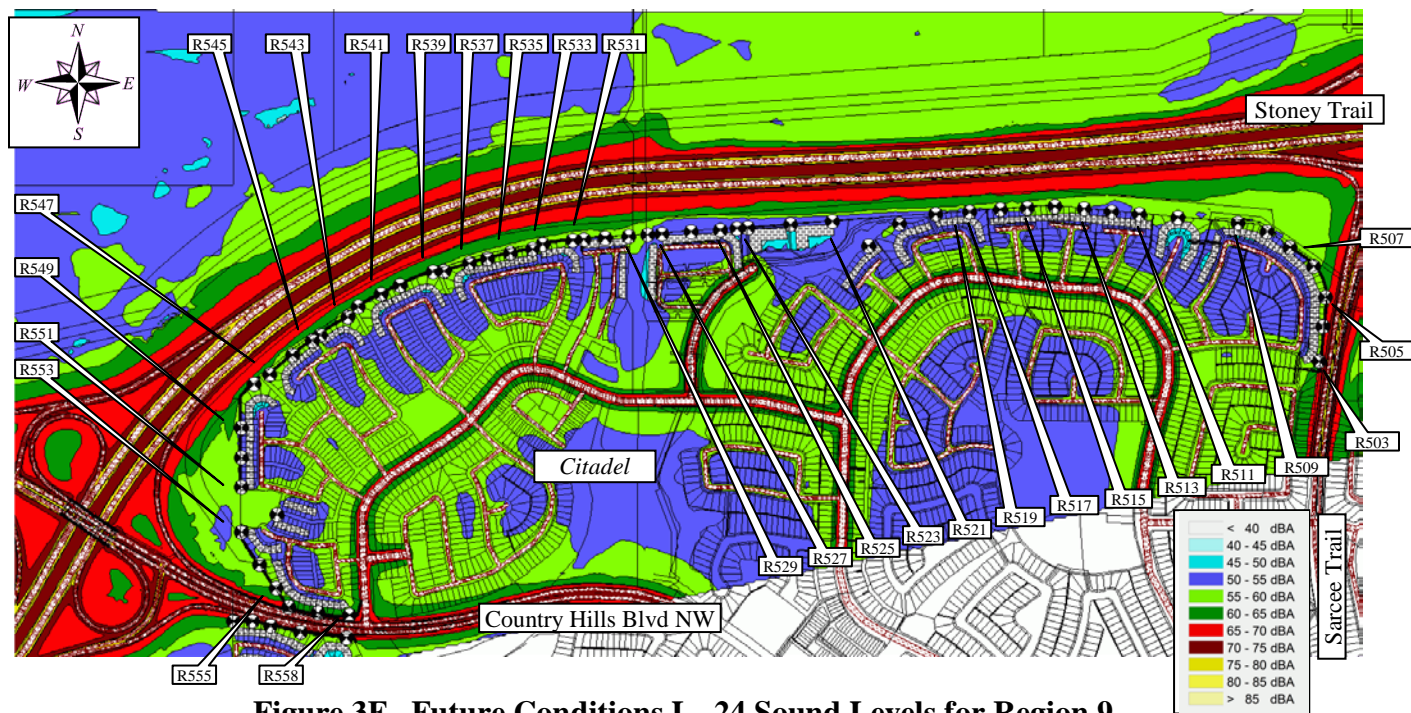 N
W E
S
R545
R543
R541
R539
R537
R535
R533
R531
Stoney Trail
R547
R549
R551
R553
R507
R505
R503
Citadel
R509
R511
R513
R515
R517
R519
R521
R523
R525
R527
R529
Country Hills Blvd NW
R555
R558
Sarcee Trail
< 40 dBA
40 - 45 dBA
45 - 50 dBA
50 - 55 dBA
55 - 60 dBA
60 - 65 dBA
65 - 70 dBA
70 - 75 dBA
75 - 80 dBA
80 - 85 dBA
> 85 dBA